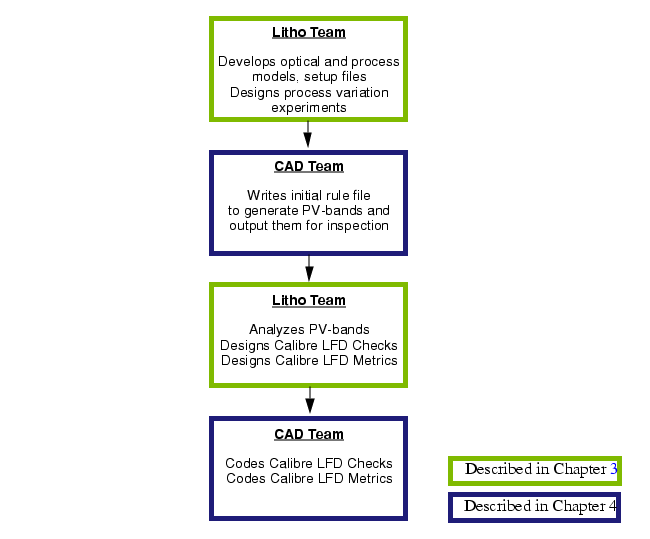 Litho Team
Develops optical and process
models, setup files
Designs process variation
experiments
CAD Team
Writes initial rule file
to generate PV-bands and
output them for inspection
Litho Team
Analyzes PV-bands
Designs Calibre LFD Checks
Designs Calibre LFD Metrics
CAD Team
Codes Calibre LFD Checks
Codes Calibre LFD Metrics
Described in Chapter 3
Described in Chapter 4